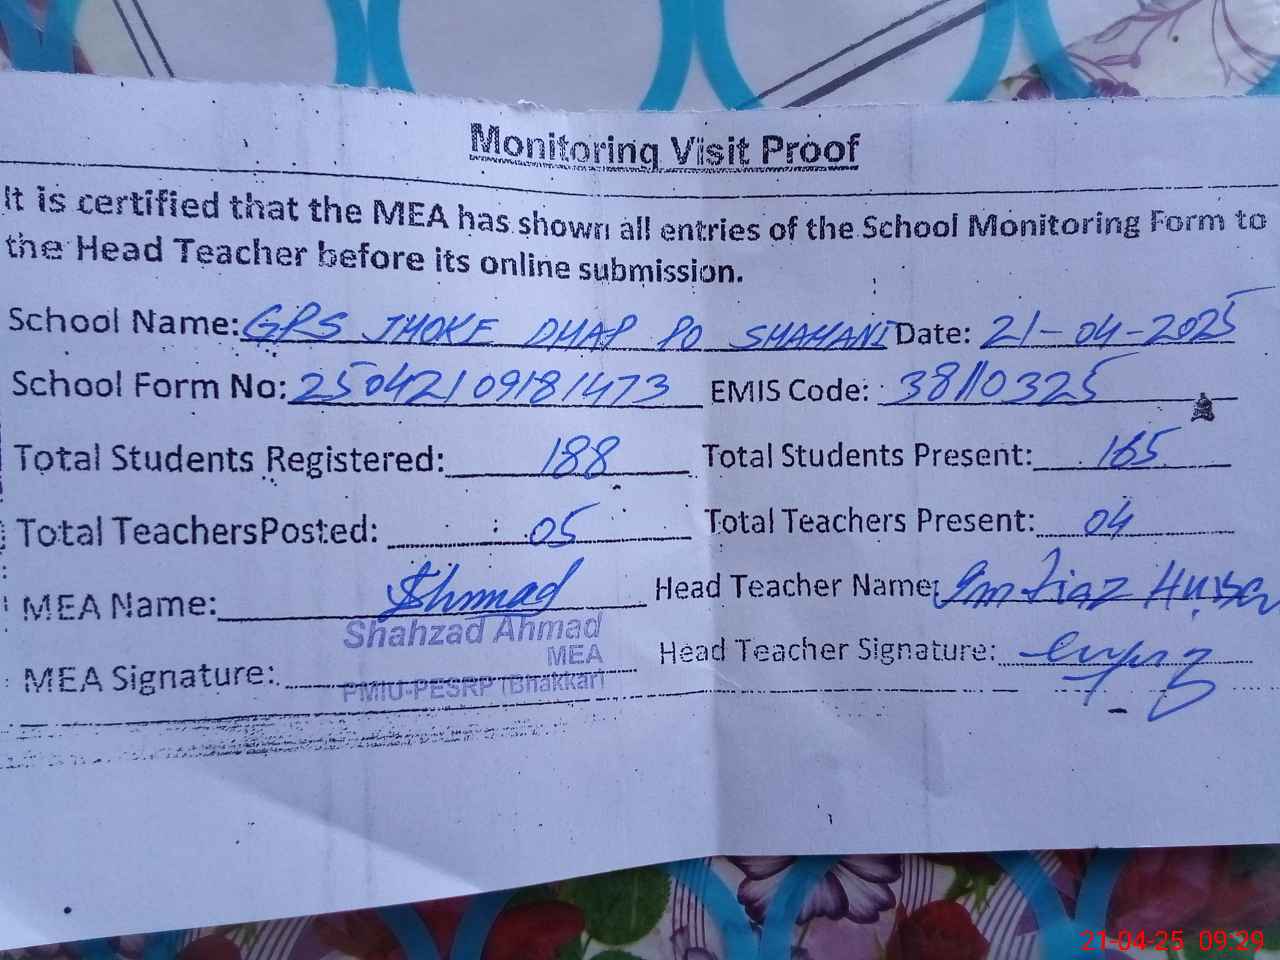 Monitoring Visit Proof
It is certified that the MEA has shown all entries of the School Monitoring Form to
the Head Teacher before its online submission.
School Name: GPS JHOKE DHAP PO SHAHANI Date: 21-04-2025
School Form No: 25042109181473 EMIS Code: 38110325
Total Students Registered: 188 Total Students Present: 165
Total TeachersPosted: 05 Total Teachers Present: 04
MEA Name: Shmad Head Teacher Name: Imtiaz Hussain
Shahzad Ahmad
MEA
MEA Signature: Head Teacher Signature:
PMIU-PESRP (Bhakkar)
21-04-25 09:29